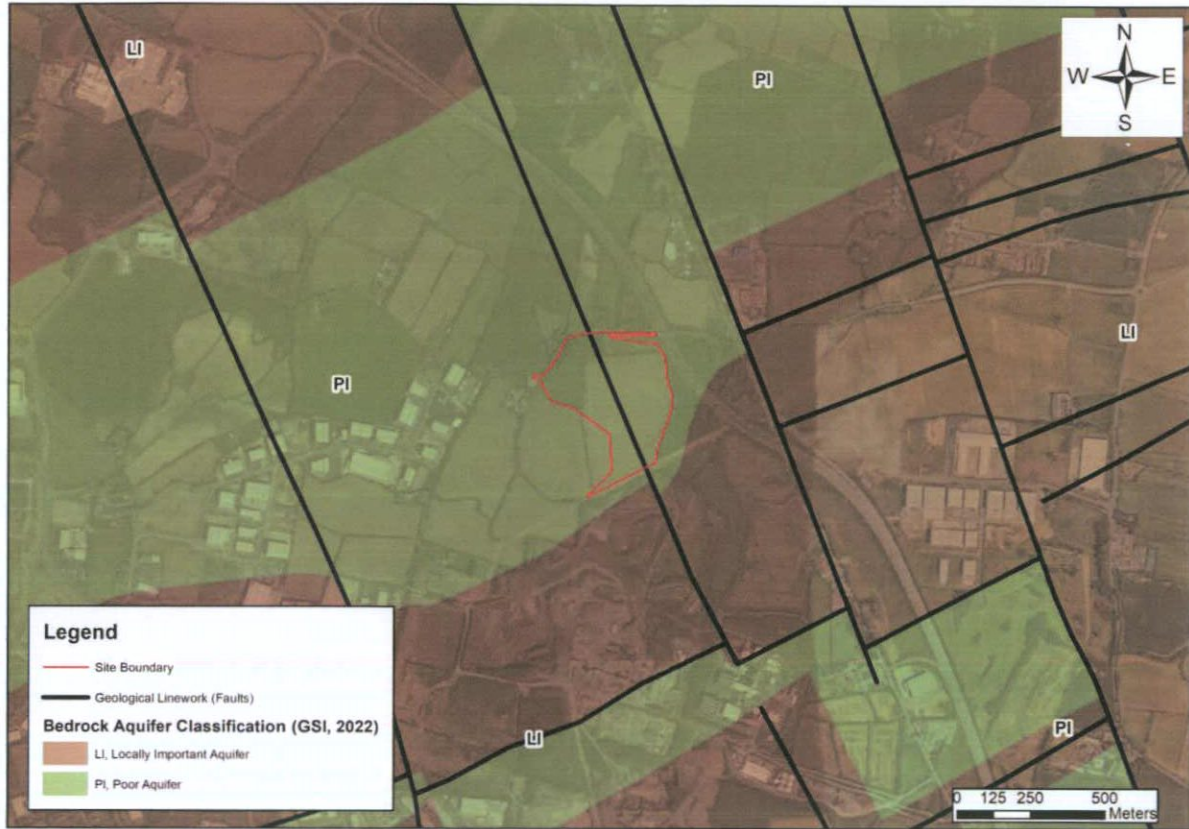 LI
PI
N
W E
S
LI
PI
LI
PI
Legend
Site Boundary
Geological Linework (Faults)
Bedrock Aquifer Classification (GSI, 2022)
LI, Locally Important Aquifer
PI, Poor Aquifer
0 125 250 500
Meters